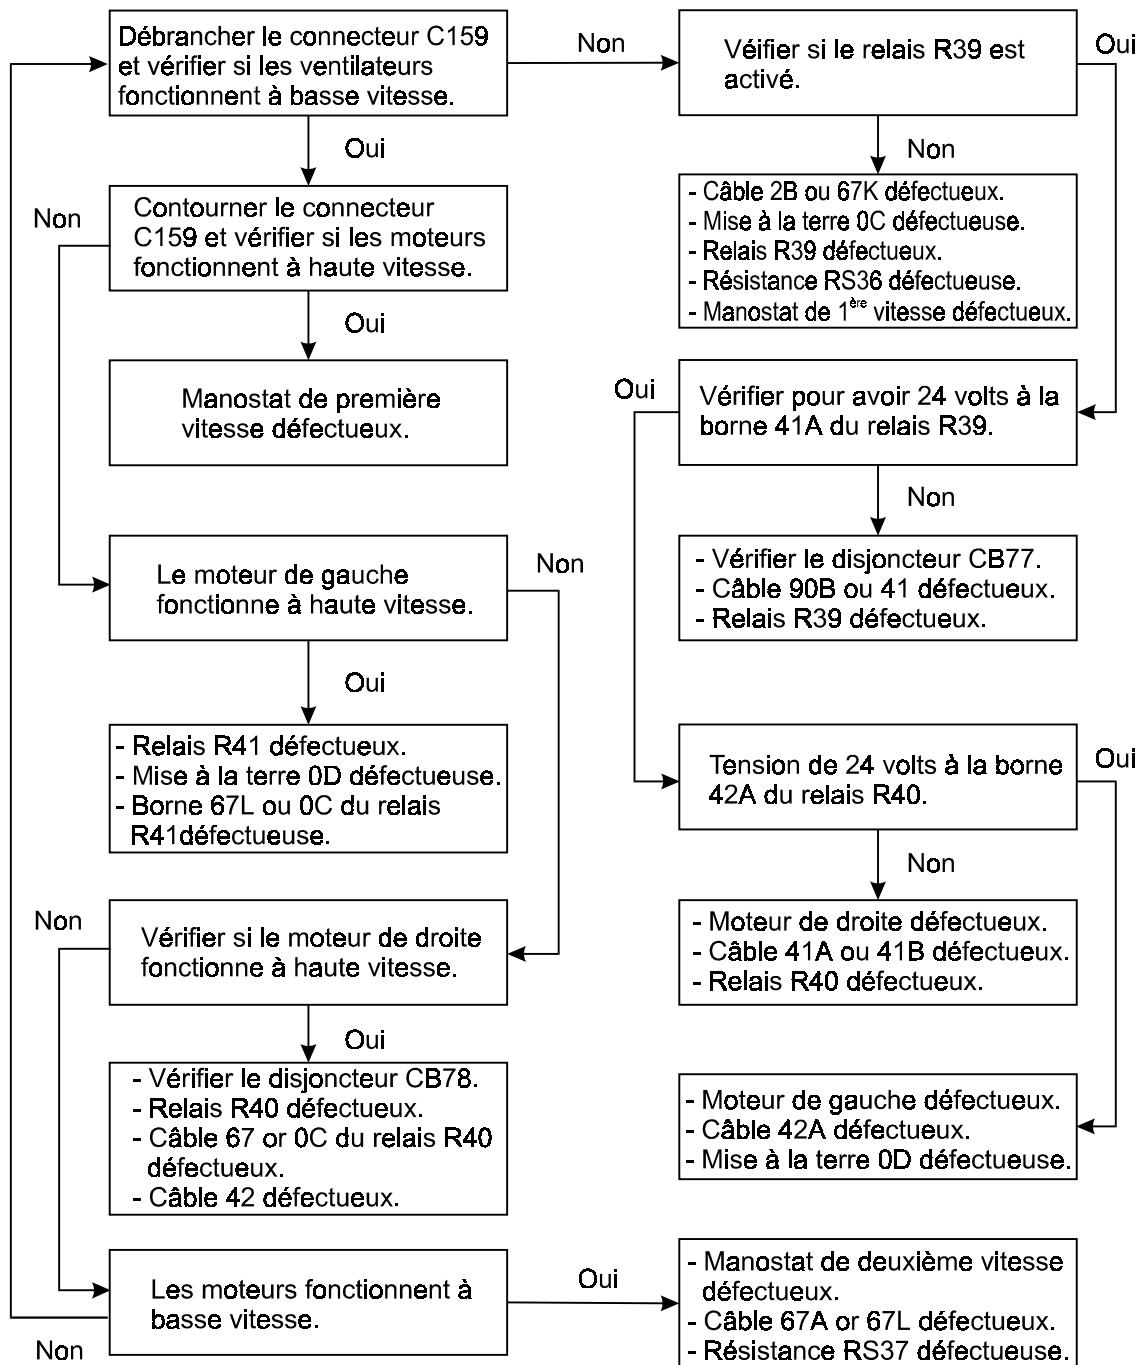 Débrancher le connecteur C159
et vérifier si les ventilateurs
fonctionnent à basse vitesse.
Non
Véifier si le relais R39 est
activé.
Oui
Oui
Non
Non
Contourner le connecteur
C159 et vérifier si les moteurs
fonctionnent à haute vitesse.
- Câble 2B ou 67K défectueux.
- Mise à la terre 0C défectueuse.
- Relais R39 défectueux.
- Résistance RS36 défectueuse.
- Manostat de 1ère vitesse défectueux.
Oui
Manostat de première
vitesse défectueux.
Oui
Vérifier pour avoir 24 volts à la
borne 41A du relais R39.
Non
Le moteur de gauche
fonctionne à haute vitesse.
Non
- Vérifier le disjoncteur CB77.
- Câble 90B ou 41 défectueux.
- Relais R39 défectueux.
Oui
- Relais R41 défectueux.
- Mise à la terre 0D défectueuse.
- Borne 67L ou 0C du relais
R41défectueuse.
Tension de 24 volts à la borne
42A du relais R40.
Oui
Non
Non
Vérifier si le moteur de droite
fonctionne à haute vitesse.
- Moteur de droite défectueux.
- Câble 41A ou 41B défectueux.
- Relais R40 défectueux.
Oui
- Vérifier le disjoncteur CB78.
- Relais R40 défectueux.
- Câble 67 or 0C du relais R40
défectueux.
- Câble 42 défectueux.
- Moteur de gauche défectueux.
- Câble 42A défectueux.
- Mise à la terre 0D défectueuse.
Les moteurs fonctionnent à
basse vitesse.
Oui
- Manostat de deuxième vitesse
défectueux.
- Câble 67A or 67L défectueux.
- Résistance RS37 défectueuse.
Non